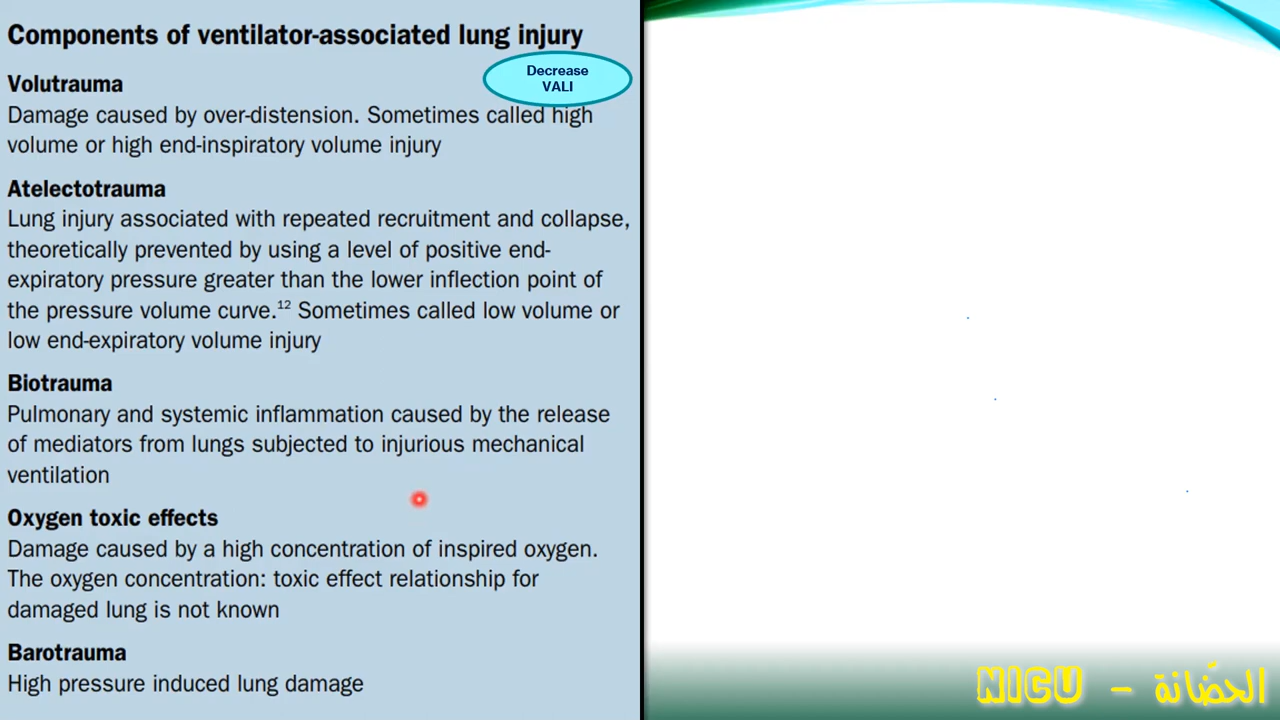 Components of ventilator-associated lung injury
Decrease
VALI
Volutrauma
Damage caused by over-distension. Sometimes called high
volume or high end-inspiratory volume injury
Atelectotrauma
Lung injury associated with repeated recruitment and collapse,
theoretically prevented by using a level of positive end-
expiratory pressure greater than the lower inflection point of
the pressure volume curve.¹² Sometimes called low volume or
low end-expiratory volume injury
Biotrauma
Pulmonary and systemic inflammation caused by the release
of mediators from lungs subjected to injurious mechanical
ventilation
Oxygen toxic effects
Damage caused by a high concentration of inspired oxygen.
The oxygen concentration: toxic effect relationship for
damaged lung is not known
Barotrauma
High pressure induced lung damage
الحضَّانة - NICU